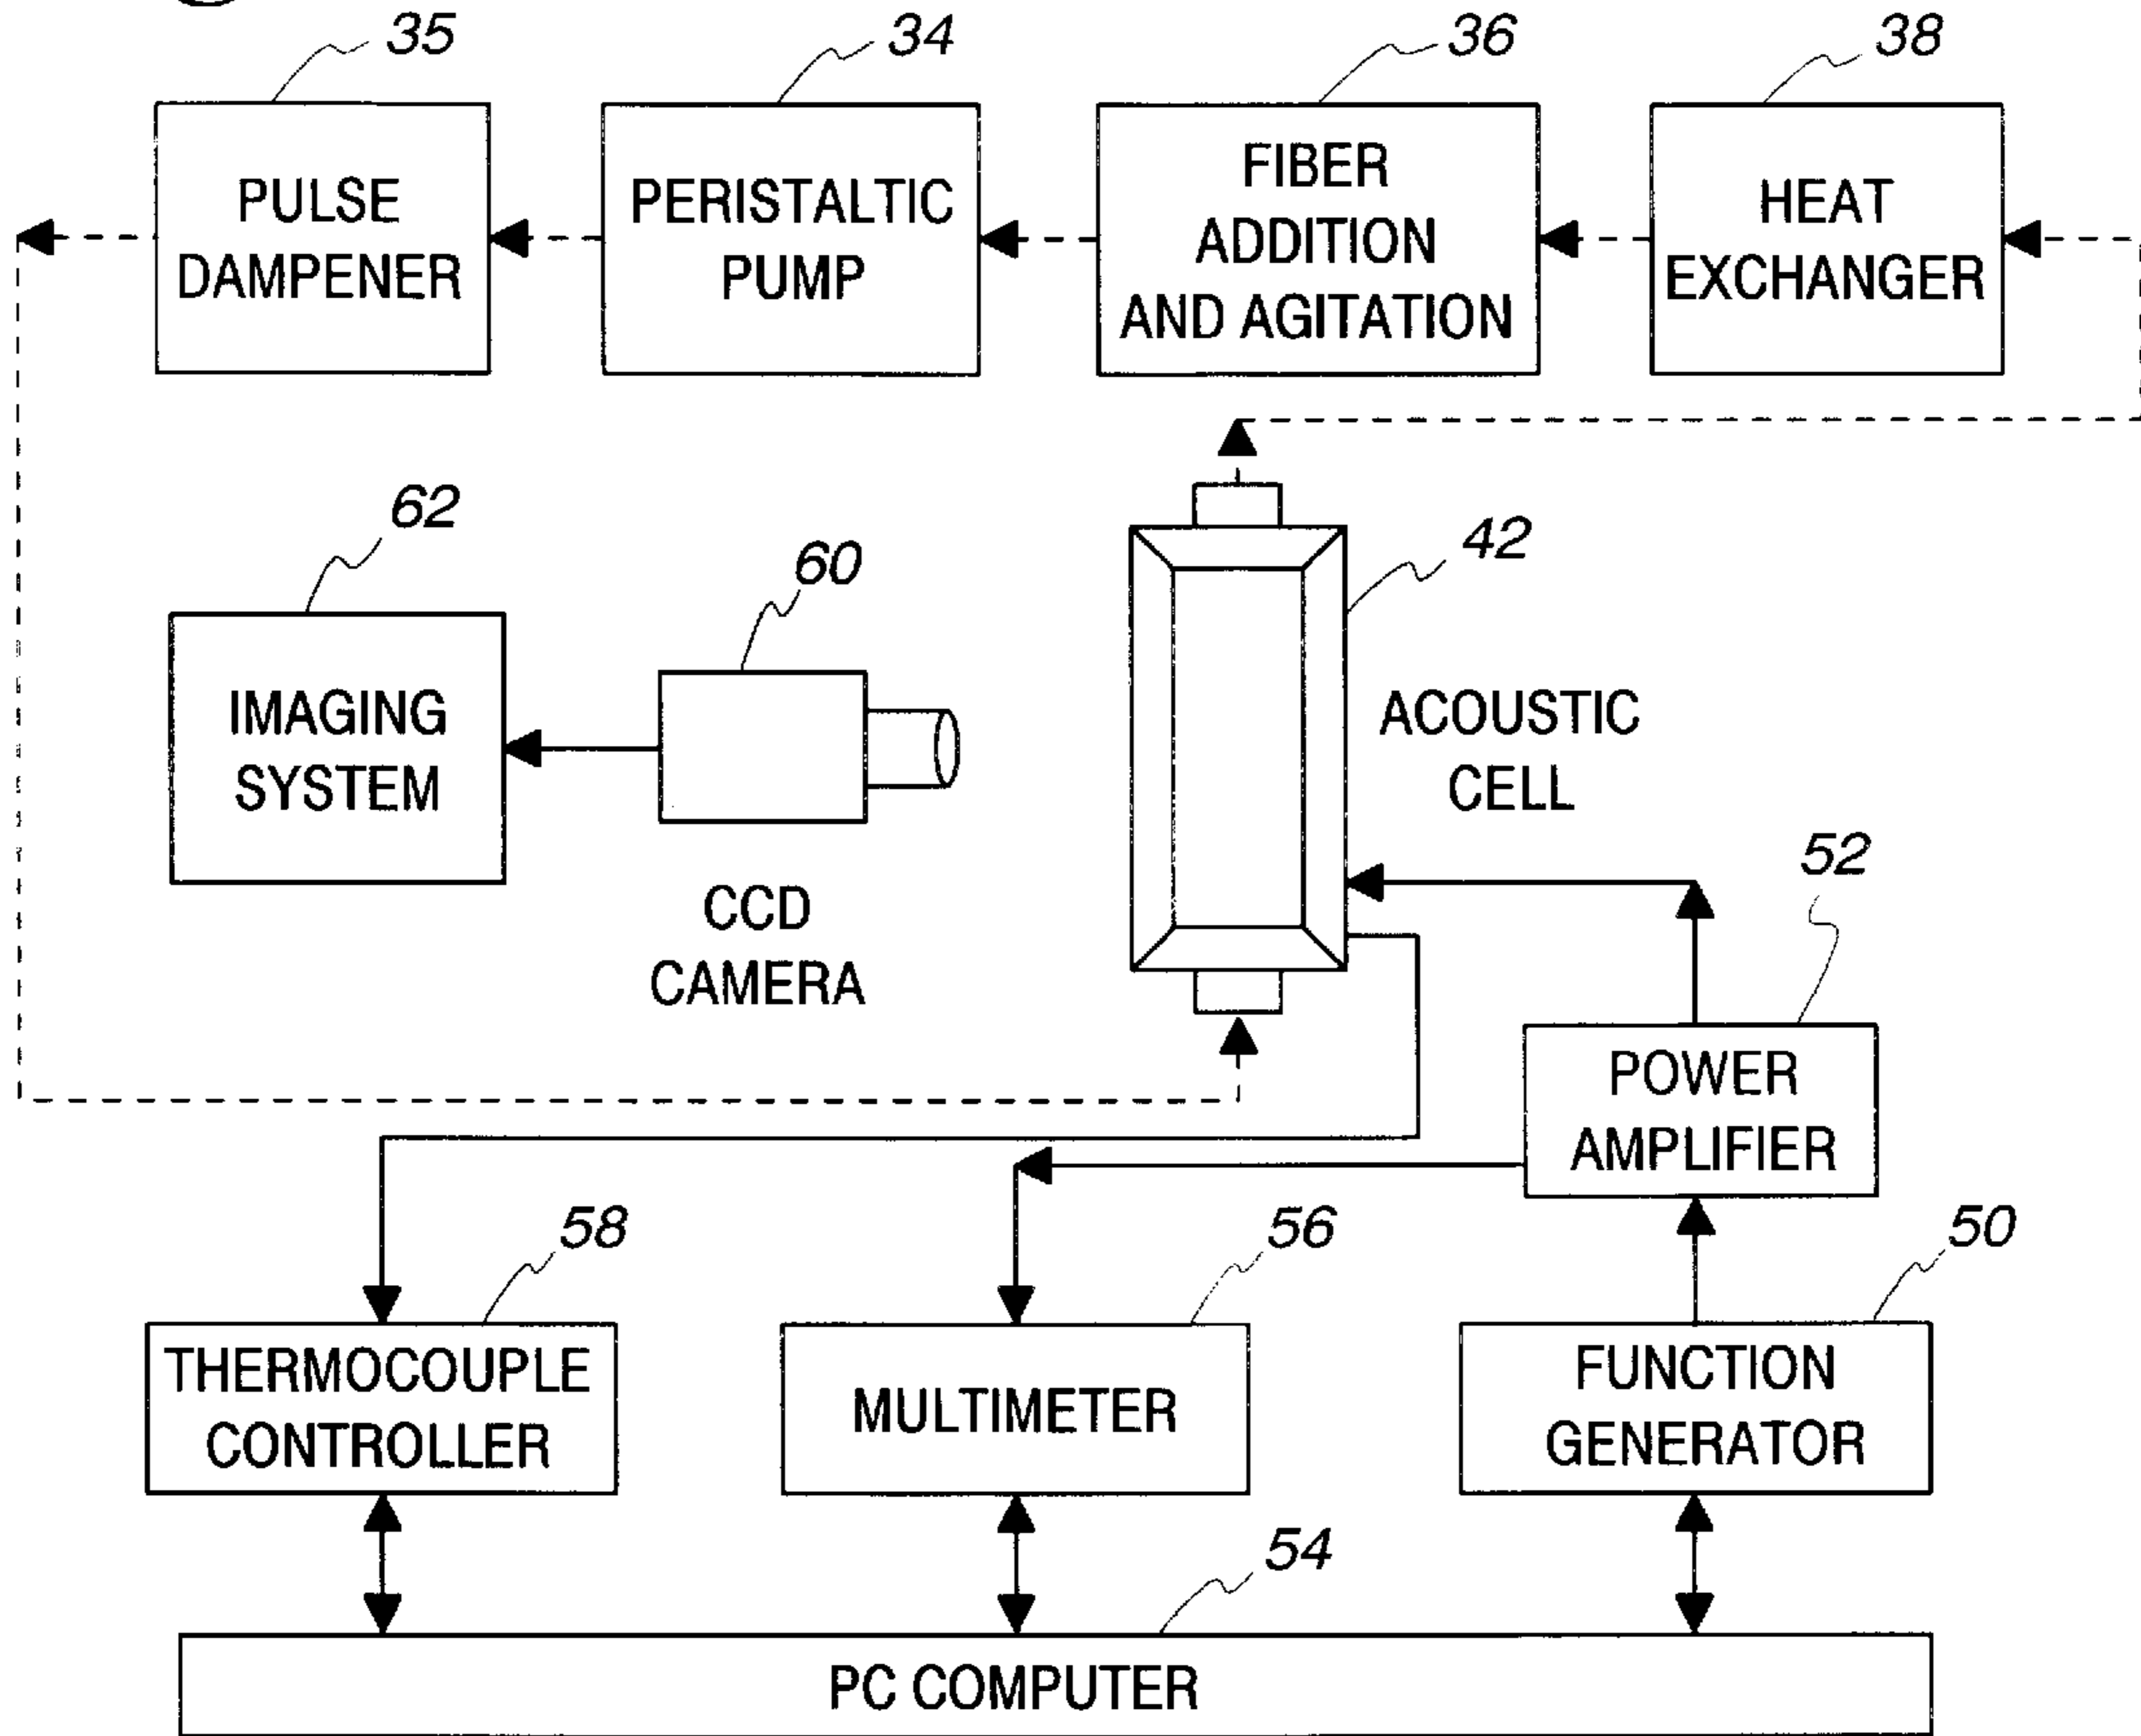 35
34
36
38
PULSE
DAMPENER
PERISTALTIC
PUMP
FIBER
ADDITION
AND AGITATION
HEAT
EXCHANGER
62
60
42
IMAGING
SYSTEM
ACOUSTIC
CELL
CCD
CAMERA
52
POWER
AMPLIFIER
58
56
50
THERMOCOUPLE
CONTROLLER
MULTIMETER
FUNCTION
GENERATOR
54
PC COMPUTER